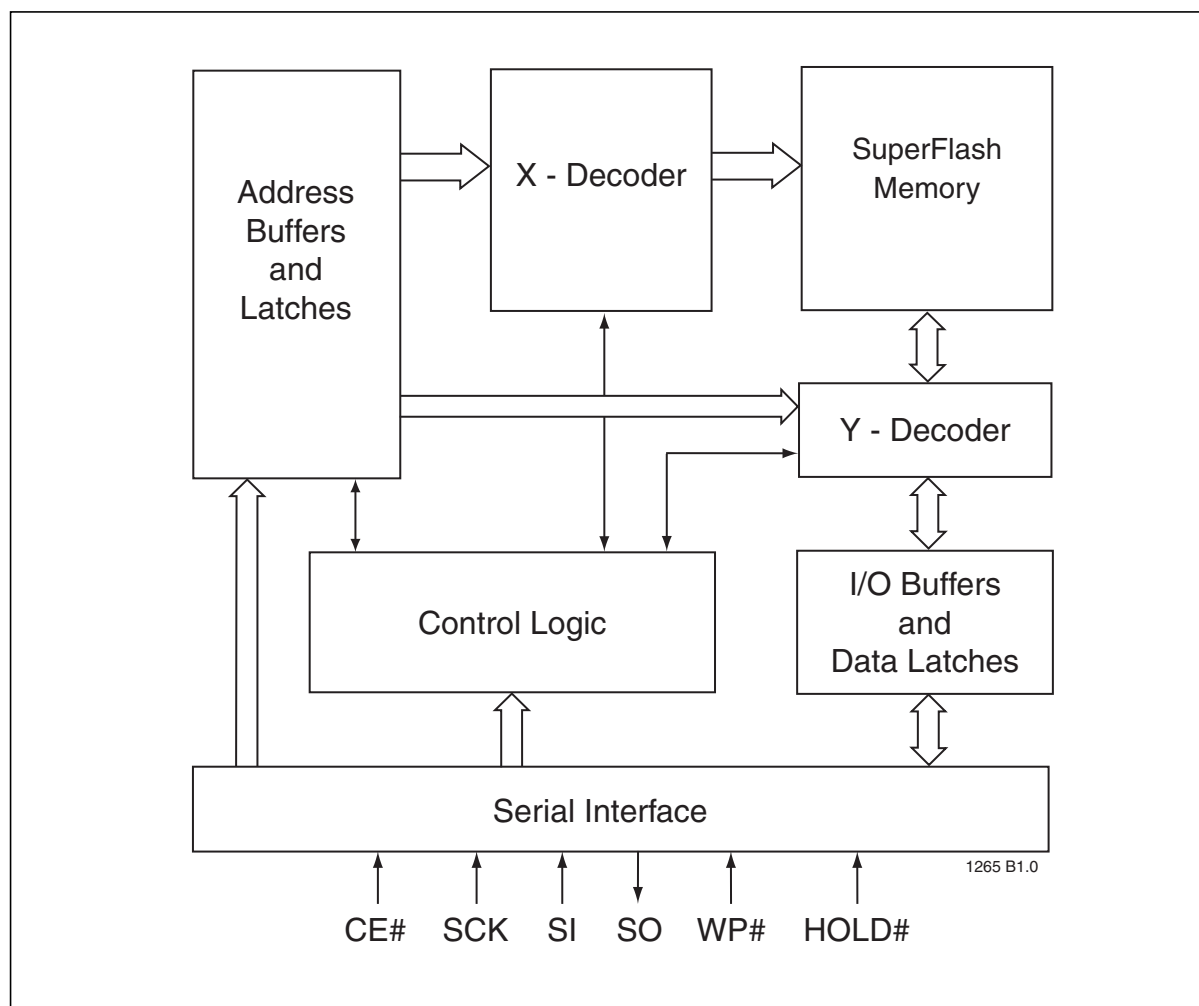 Address
Buffers
and
Latches
X - Decoder
SuperFlash
Memory
Y - Decoder
Control Logic
I/O Buffers
and
Data Latches
Serial Interface
1265 B1.0
CE# SCK SI SO WP# HOLD#